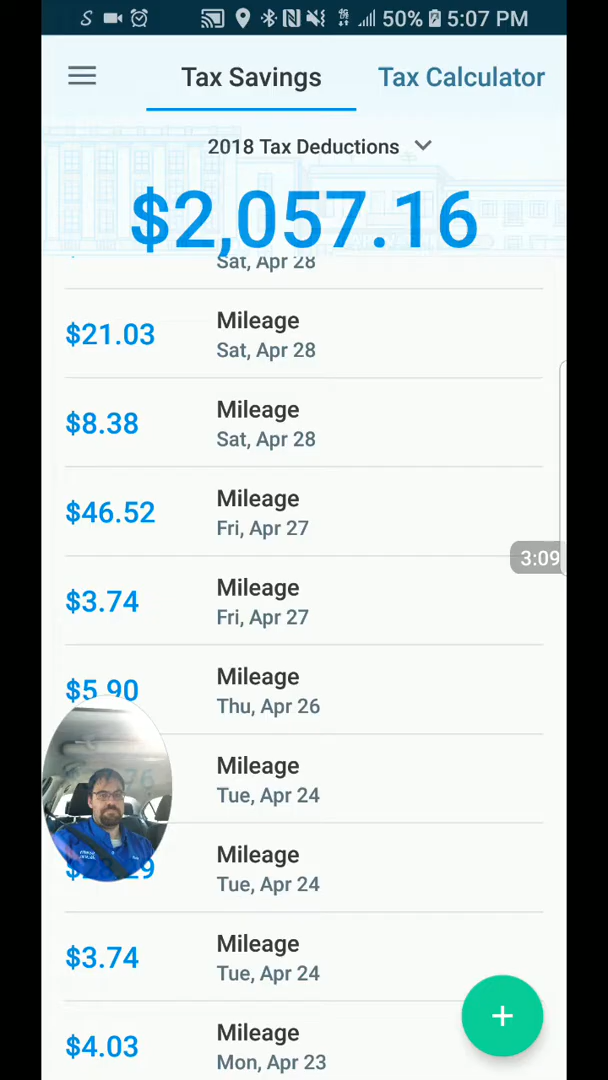 50% 5:07 PM
Tax Savings Tax Calculator
2018 Tax Deductions
$2,057.16
Sat, Apr 28
$21.03 Mileage
Sat, Apr 28
$8.38 Mileage
Sat, Apr 28
$46.52 Mileage
Fri, Apr 27
3:09
$3.74 Mileage
Fri, Apr 27
$5.90 Mileage
Thu, Apr 26
Mileage
Tue, Apr 24
Mileage
Tue, Apr 24
$3.74 Mileage
Tue, Apr 24
$4.03 Mileage
Mon, Apr 23